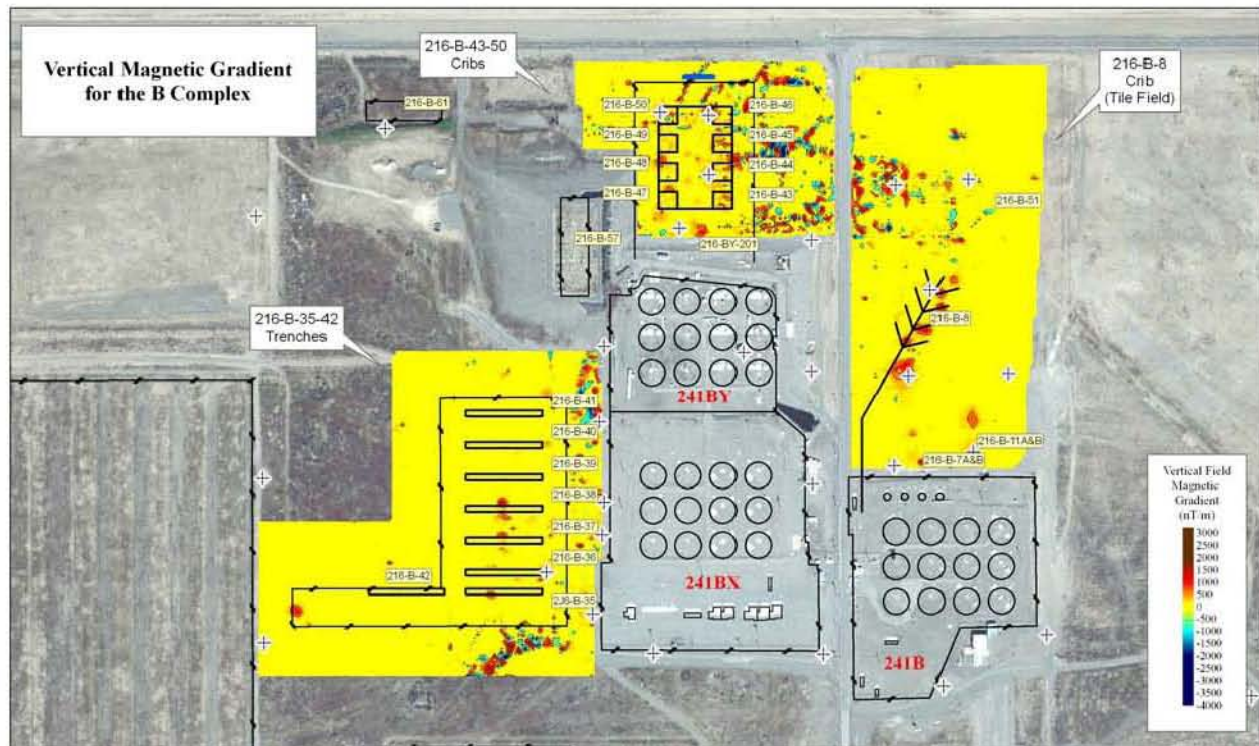 Vertical Magnetic Gradient
for the B Complex
216-B-43-50
Cribs
216-B-8
Crib
(Tile Field)
216-B-61
216-B-50
216-B-46
216-B-49
216-B-45
216-B-48
216-B-44
216-B-47
216-B-43
216-B-51
216-B-57
216-BY-201
216-B-35-42
Trenches
216-B-8
241BY
216-B-41
216-B-40
216-B-11A&B
216-B-7A&B
216-B-39
216-B-38
216-B-37
216-B-36
216-B-42
216-B-35
241BX
241B
Vertical Field
Magnetic
Gradient
(nT/m)
3000
2500
2000
1500
1000
500
0
-500
-1000
-1500
-2000
-2500
-3000
-3500
-4000